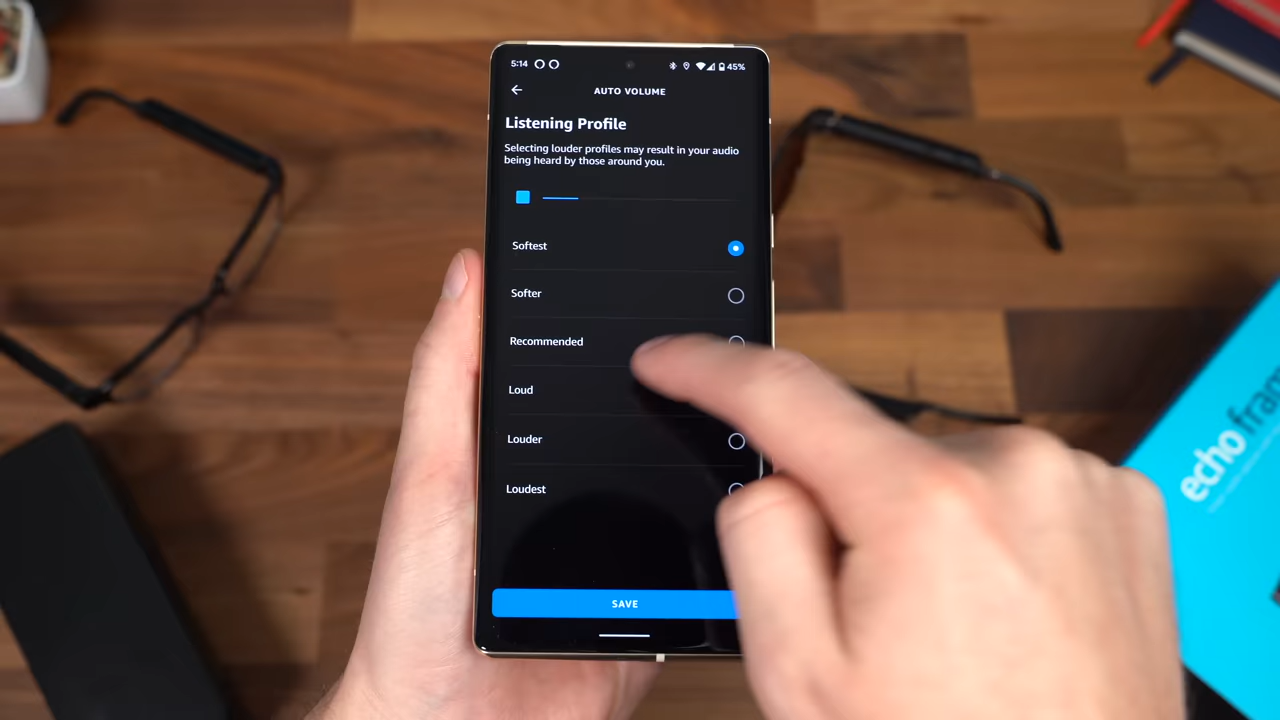 5:14
45%
AUTO VOLUME
Listening Profile
Selecting louder profiles may result in your audio
being heard by those around you.
Softest
Softer
Recommended
Loud
Louder
Loudest
SAVE
echo fram